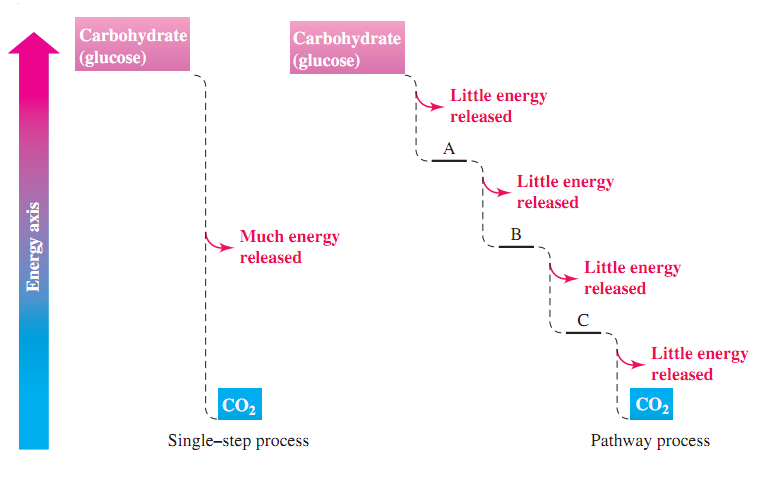 Energy axis
Carbohydrate
(glucose)
Much energy
released
CO₂
Single–step process
Carbohydrate
(glucose)
Little energy
released
A
Little energy
released
B
Little energy
released
C
Little energy
released
CO₂
Pathway process